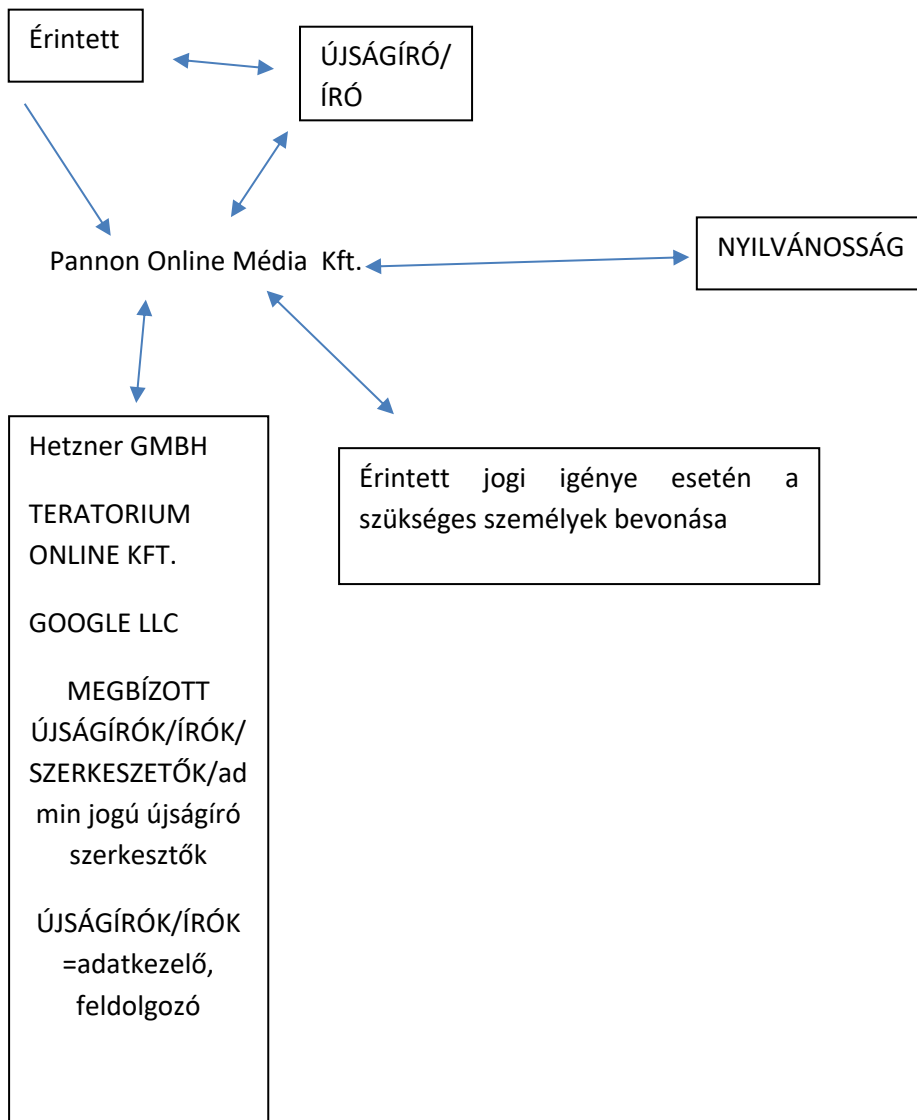 Érintett
ÚJSÁGÍRÓ/
ÍRÓ
Pannon Online Média Kft.
NYILVÁNOSSÁG
Hetzner GMBH
TERATORIUM
ONLINE KFT.
GOOGLE LLC
MEGBÍZOTT
ÚJSÁGÍRÓK/ÍRÓK/
SZERKESZETŐK/ad
min jogú újságíró
szerkesztők
ÚJSÁGÍRÓK/ÍRÓK
=adatkezelő,
feldolgozó
Érintett jogi igénye esetén a
szükséges személyek bevonása